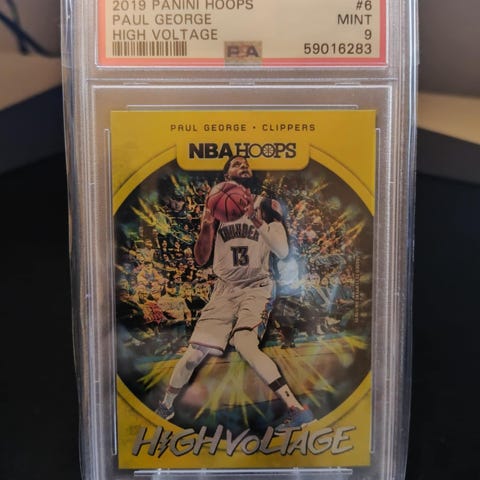 2019 PANINI HOOPS #6
PAUL GEORGE MINT
HIGH VOLTAGE 9
PSA 59016283
PAUL GEORGE • CLIPPERS
NBA HOOPS
THUNDER
13
HIGH VOLTAGE